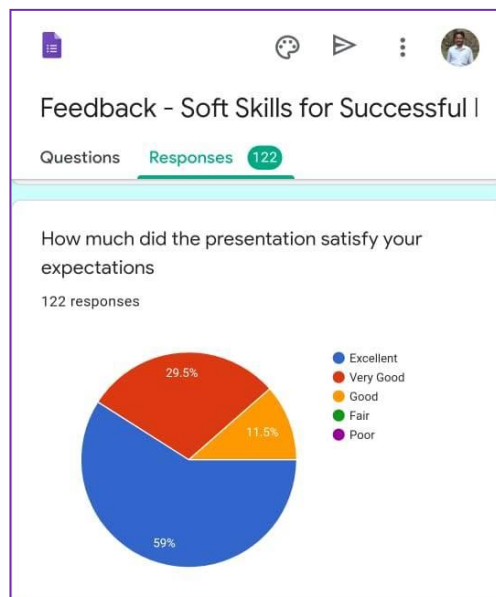 Feedback - Soft Skills for Successful
Questions Responses 122
How much did the presentation satisfy your
expectations
122 responses
29.5%
11.5%
59%
Excellent
Very Good
Good
Fair
Poor